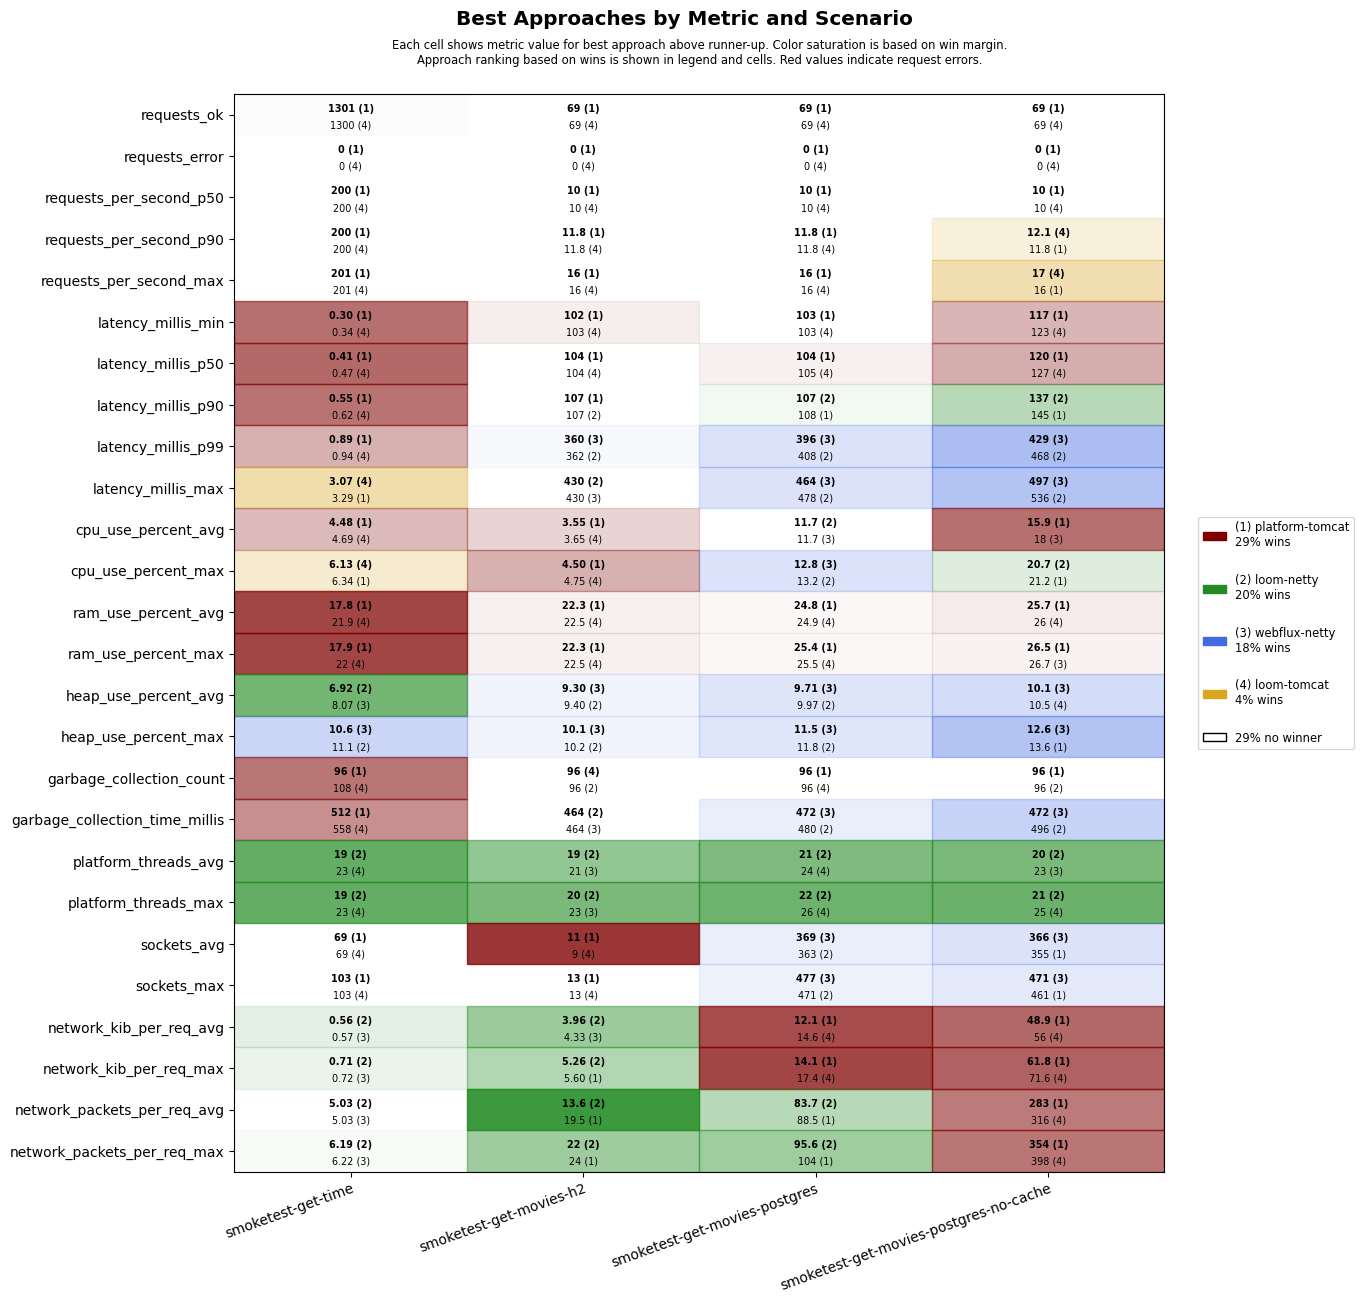 Best Approaches by Metric and Scenario
Each cell shows metric value for best approach above runner-up. Color saturation is based on win margin.
Approach ranking based on wins is shown in legend and cells. Red values indicate request errors.
requests_ok
1301 (1) 69 (1) 69 (1) 69 (1)
1300 (4) 69 (4) 69 (4) 69 (4)
requests_error
0 (1) 0 (1) 0 (1) 0 (1)
0 (4) 0 (4) 0 (4) 0 (4)
requests_per_second_p50
200 (1) 10 (1) 10 (1) 10 (1)
200 (4) 10 (4) 10 (4) 10 (4)
requests_per_second_p90
200 (1) 11.8 (1) 11.8 (1) 12.1 (4)
200 (4) 11.8 (4) 11.8 (4) 11.8 (1)
requests_per_second_max
201 (1) 16 (1) 16 (1) 17 (4)
201 (4) 16 (4) 16 (4) 16 (1)
latency_millis_min
0.30 (1) 102 (1) 103 (1) 117 (1)
0.34 (4) 103 (4) 103 (4) 123 (4)
latency_millis_p50
0.41 (1) 104 (1) 104 (1) 120 (1)
0.47 (4) 104 (4) 105 (4) 127 (4)
latency_millis_p90
0.55 (1) 107 (1) 107 (2) 137 (2)
0.62 (4) 107 (2) 108 (1) 145 (1)
latency_millis_p99
0.89 (1) 360 (3) 396 (3) 429 (3)
0.94 (4) 362 (2) 408 (2) 468 (2)
latency_millis_max
3.07 (4) 430 (2) 464 (3) 497 (3)
3.29 (1) 430 (3) 478 (2) 536 (2)
cpu_use_percent_avg
4.48 (1) 3.55 (1) 11.7 (2) 15.9 (1)
4.69 (4) 3.65 (4) 11.7 (3) 18 (3)
cpu_use_percent_max
6.13 (4) 4.50 (1) 12.8 (3) 20.7 (2)
6.34 (1) 4.75 (4) 13.2 (2) 21.2 (1)
ram_use_percent_avg
17.8 (1) 22.3 (1) 24.8 (1) 25.7 (1)
21.9 (4) 22.5 (4) 24.9 (4) 26 (4)
ram_use_percent_max
17.9 (1) 22.3 (1) 25.4 (1) 26.5 (1)
22 (4) 22.5 (4) 25.5 (4) 26.7 (3)
heap_use_percent_avg
6.92 (2) 9.30 (3) 9.71 (3) 10.1 (3)
8.07 (3) 9.40 (2) 9.97 (2) 10.5 (4)
heap_use_percent_max
10.6 (3) 10.1 (3) 11.5 (3) 12.6 (3)
11.1 (2) 10.2 (2) 11.8 (2) 13.6 (1)
garbage_collection_count
96 (1) 96 (4) 96 (1) 96 (1)
108 (4) 96 (2) 96 (4) 96 (2)
garbage_collection_time_millis
512 (1) 464 (2) 472 (3) 472 (3)
558 (4) 464 (3) 480 (2) 496 (2)
platform_threads_avg
19 (2) 19 (2) 21 (2) 20 (2)
23 (4) 21 (3) 24 (4) 23 (3)
platform_threads_max
19 (2) 20 (2) 22 (2) 21 (2)
23 (4) 23 (3) 26 (4) 25 (4)
sockets_avg
69 (1) 11 (1) 369 (3) 366 (3)
69 (4) 9 (4) 363 (2) 355 (1)
sockets_max
103 (1) 13 (1) 477 (3) 471 (3)
103 (4) 13 (4) 471 (2) 461 (1)
network_kib_per_req_avg
0.56 (2) 3.96 (2) 12.1 (1) 48.9 (1)
0.57 (3) 4.33 (3) 14.6 (4) 56 (4)
network_kib_per_req_max
0.71 (2) 5.26 (2) 14.1 (1) 61.8 (1)
0.72 (3) 5.60 (1) 17.4 (4) 71.6 (4)
network_packets_per_req_avg
5.03 (2) 13.6 (2) 83.7 (2) 283 (1)
5.03 (3) 19.5 (1) 88.5 (1) 316 (4)
network_packets_per_req_max
6.19 (2) 22 (2) 95.6 (2) 354 (1)
6.22 (3) 24 (1) 104 (1) 398 (4)
smoketest-get-time
smoketest-get-movies-h2
smoketest-get-movies-postgres
smoketest-get-movies-postgres-no-cache
(1) platform-tomcat
29% wins
(2) loom-netty
20% wins
(3) webflux-netty
18% wins
(4) loom-tomcat
4% wins
29% no winner